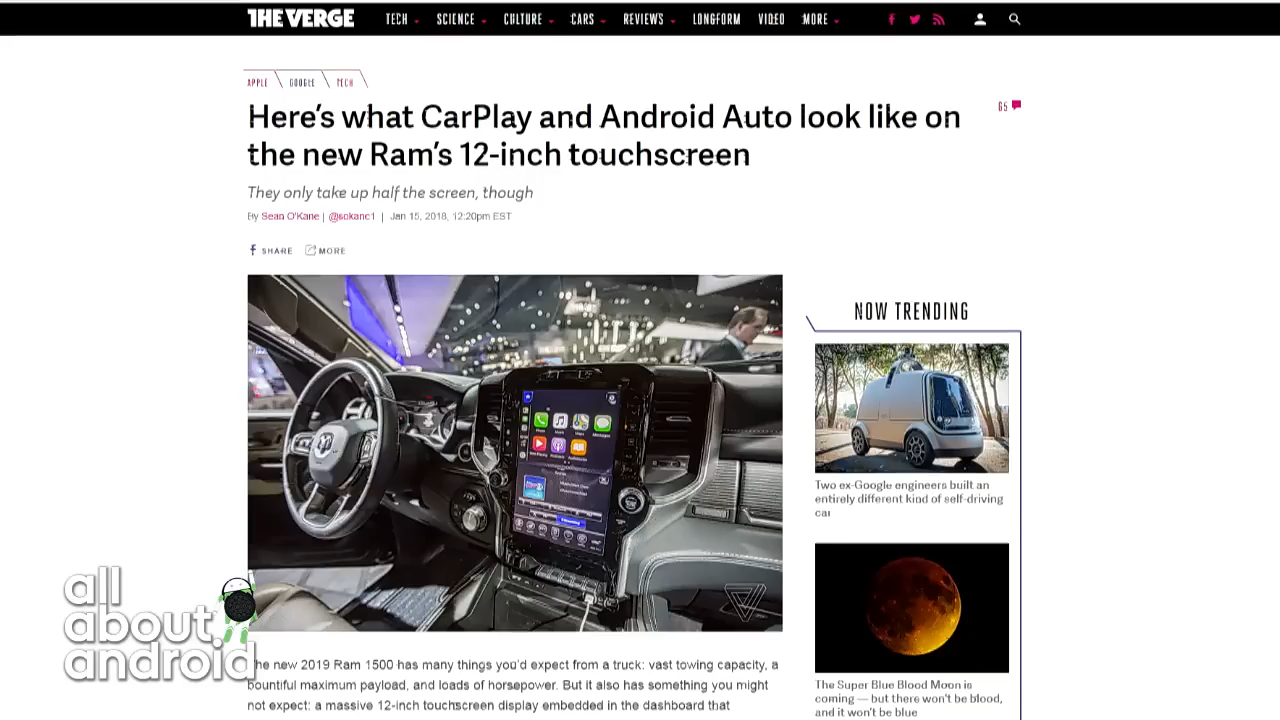 THE VERGE
TECH SCIENCE CULTURE CARS REVIEWS LONGFORM VIDEO MORE
APPLE GOOGLE TECH
Here's what CarPlay and Android Auto look like on
the new Ram's 12-inch touchscreen
65
They only take up half the screen, though
By Sean O'Kane | @sokane1 | Jan 15, 2018, 12:20pm EST
SHARE MORE
NOW TRENDING
Two ex-Google engineers built an
entirely different kind of self-driving
car
The Super Blue Blood Moon is
coming — but there won't be blood,
and it won't be blue
all
about
android
The new 2019 Ram 1500 has many things you'd expect from a truck: vast towing capacity, a
bountiful maximum payload, and loads of horsepower. But it also has something you might
not expect: a massive 12-inch touchscreen display embedded in the dashboard that